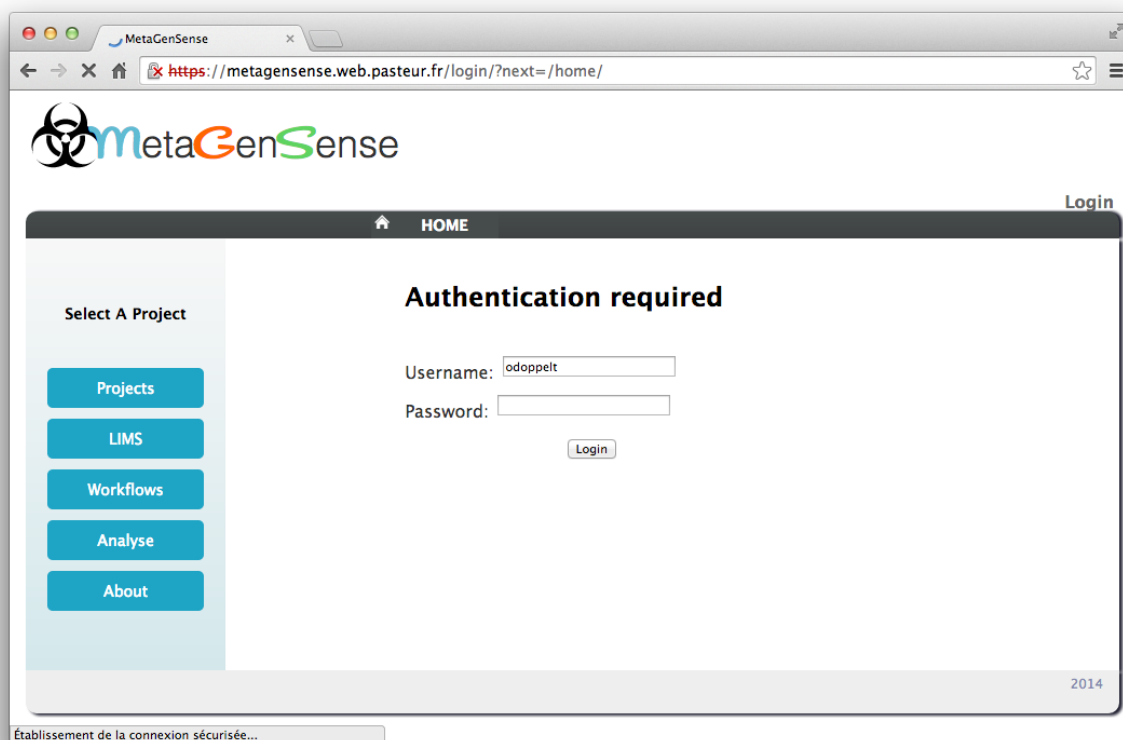 MetaGenSense
https://metagensense.web.pasteur.fr/login/?next=/home/
MetaGenSense
Login
HOME
Authentication required
Select A Project
Username: odoppelt
Projects
Password:
LIMS
Login
Workflows
Analyse
About
2014
Établissement de la connexion sécurisée...